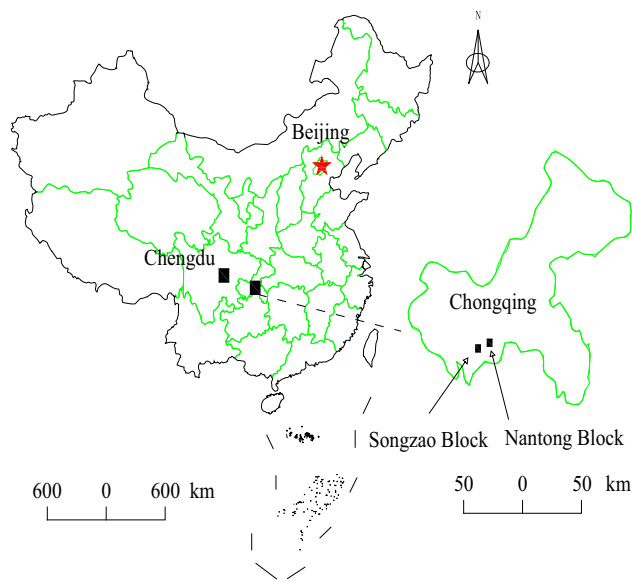 N
Beijing
Chengdu
Chongqing
Songzao Block
Nantong Block
600 0 600 km
50 0 50 km